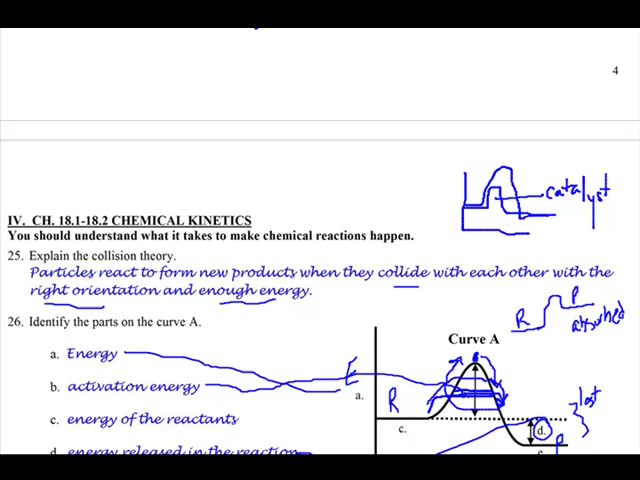 4
catalyst
IV. CH. 18.1-18.2 CHEMICAL KINETICS
You should understand what it takes to make chemical reactions happen.
25. Explain the collision theory.
Particles react to form new products when they collide with each other with the
right orientation and enough energy.
R P
absorbed
26. Identify the parts on the curve A.
Curve A
a. Energy
E
b. activation energy
a.
R
lost
c. energy of the reactants
c.
d.
d. energy released in the reaction
P
e.